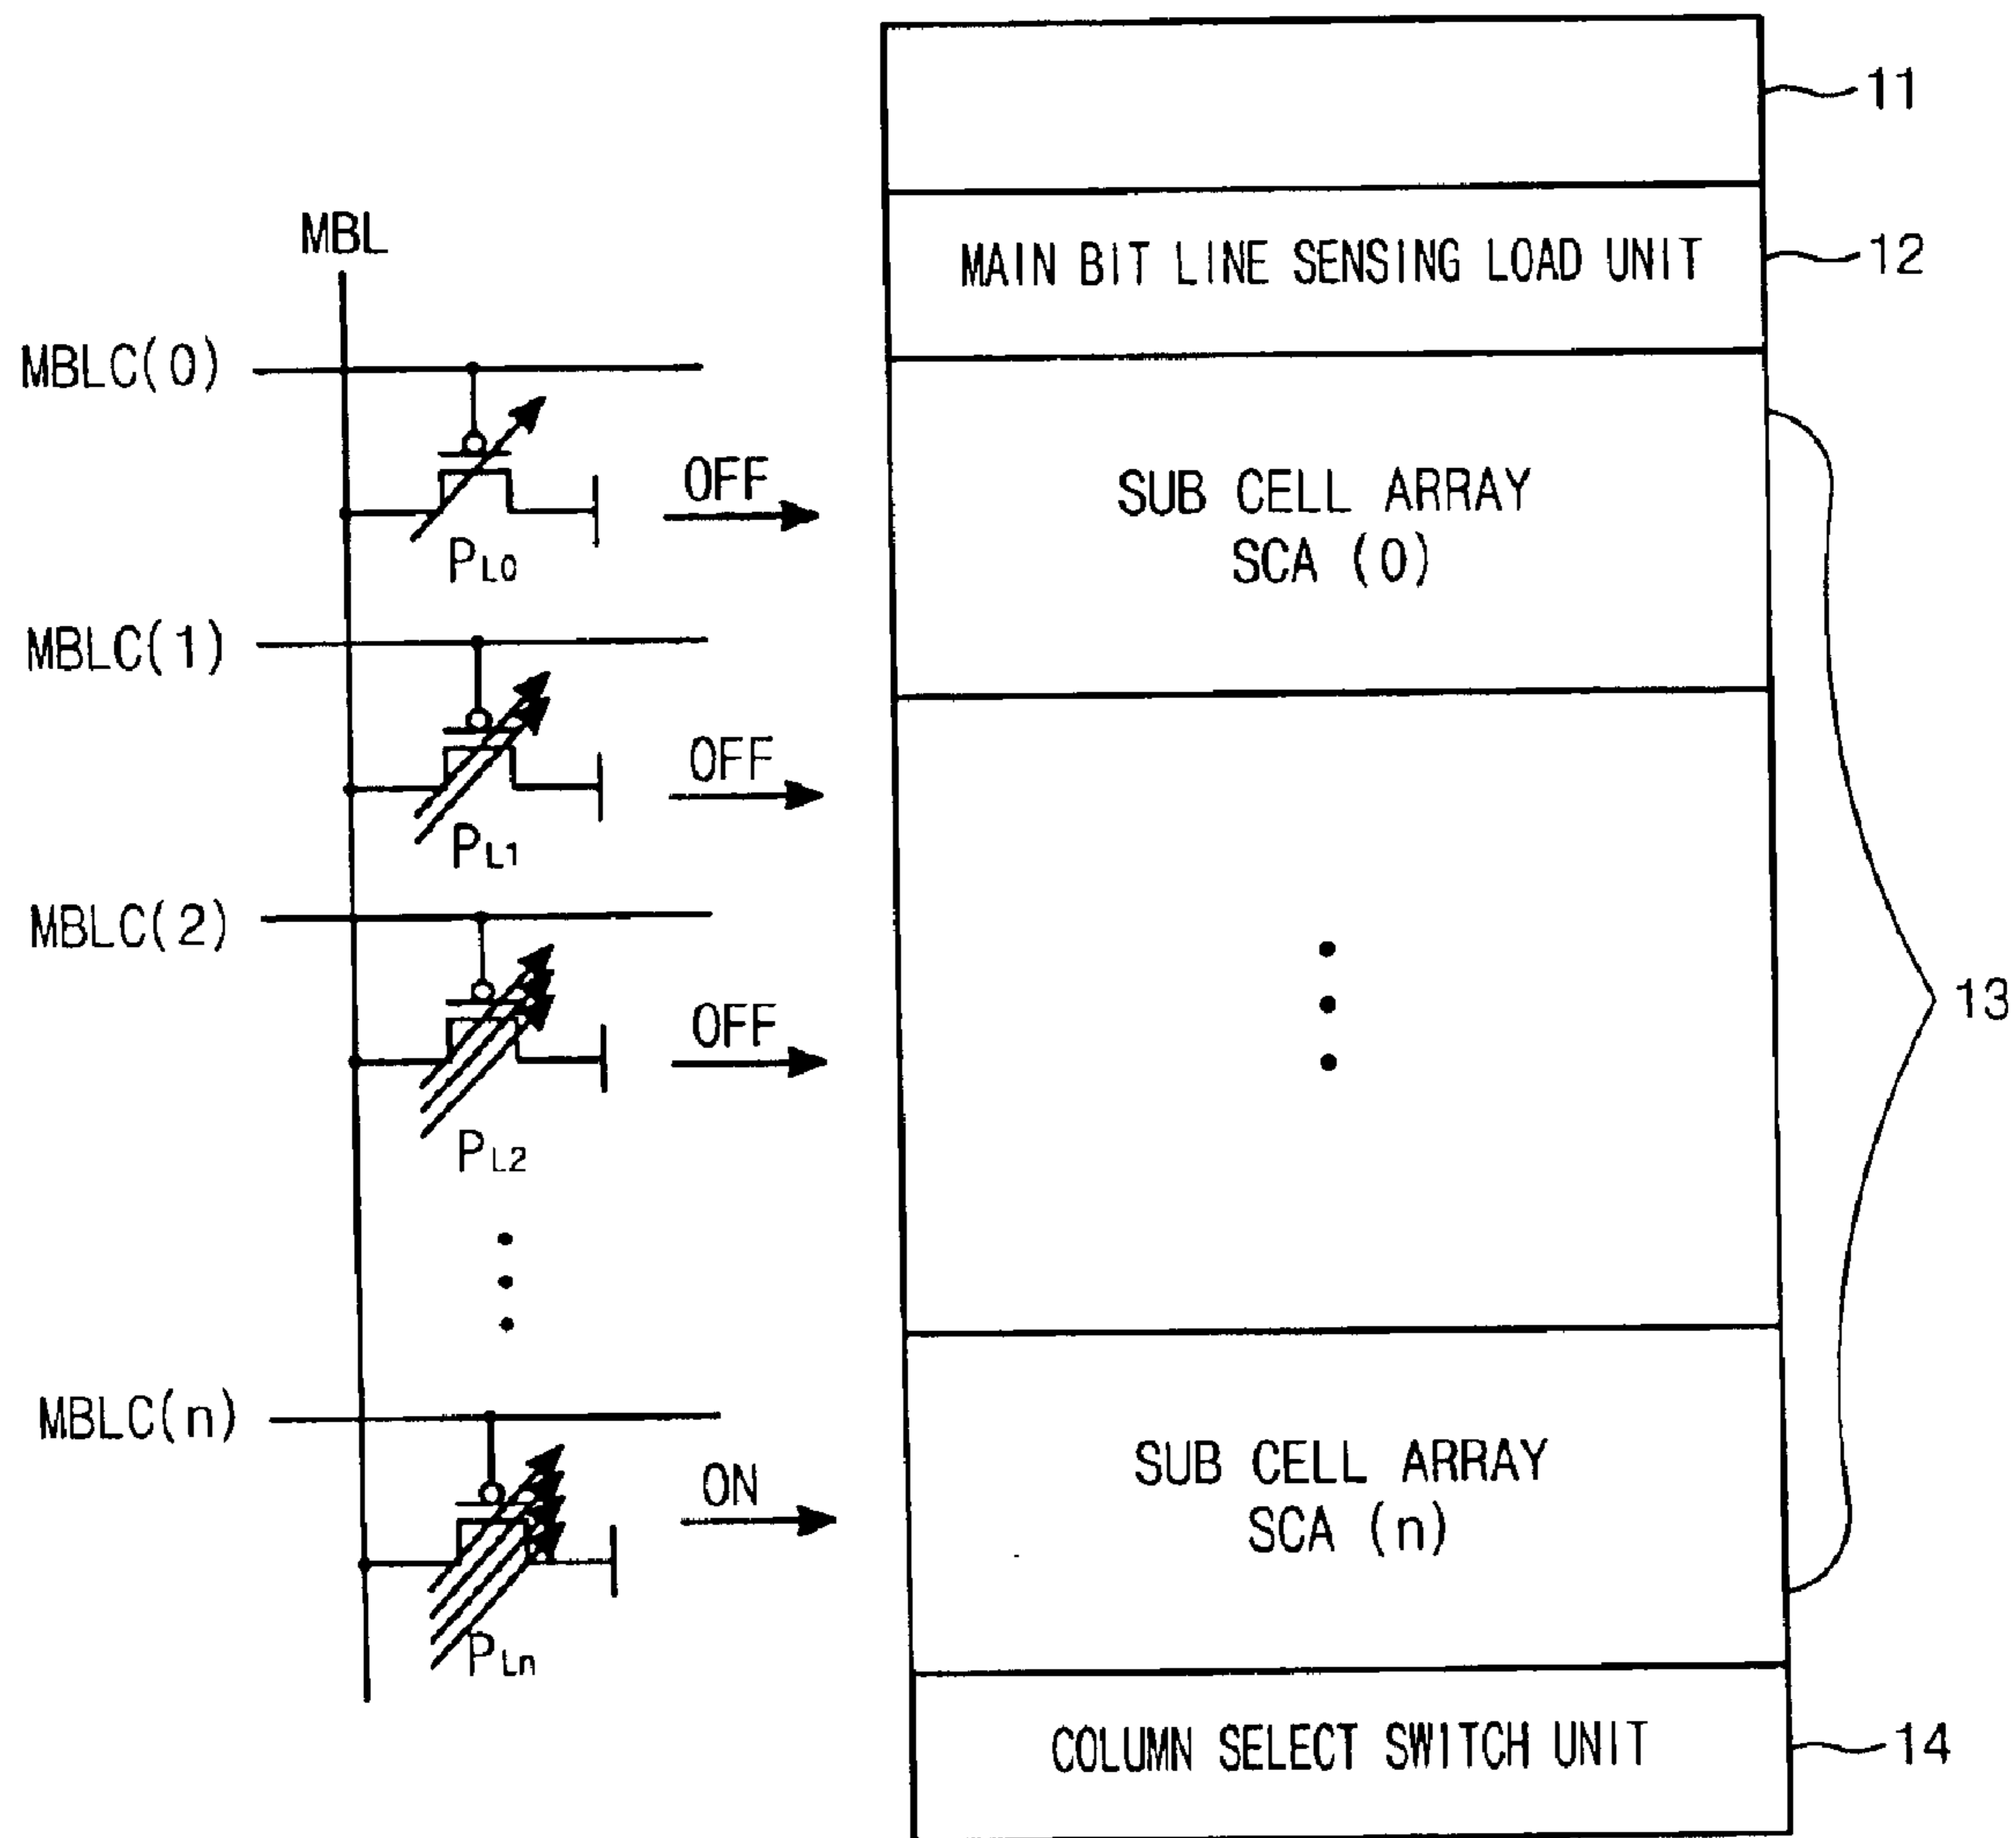 11
MAIN BIT LINE SENSING LOAD UNIT
12
MBL
MBLC(0)
OFF
PL0
SUB CELL ARRAY
SCA (0)
MBLC(1)
OFF
PL1
MBLC(2)
OFF
PL2
13
MBLC(n)
ON
PLn
SUB CELL ARRAY
SCA (n)
COLUMN SELECT SWITCH UNIT
14